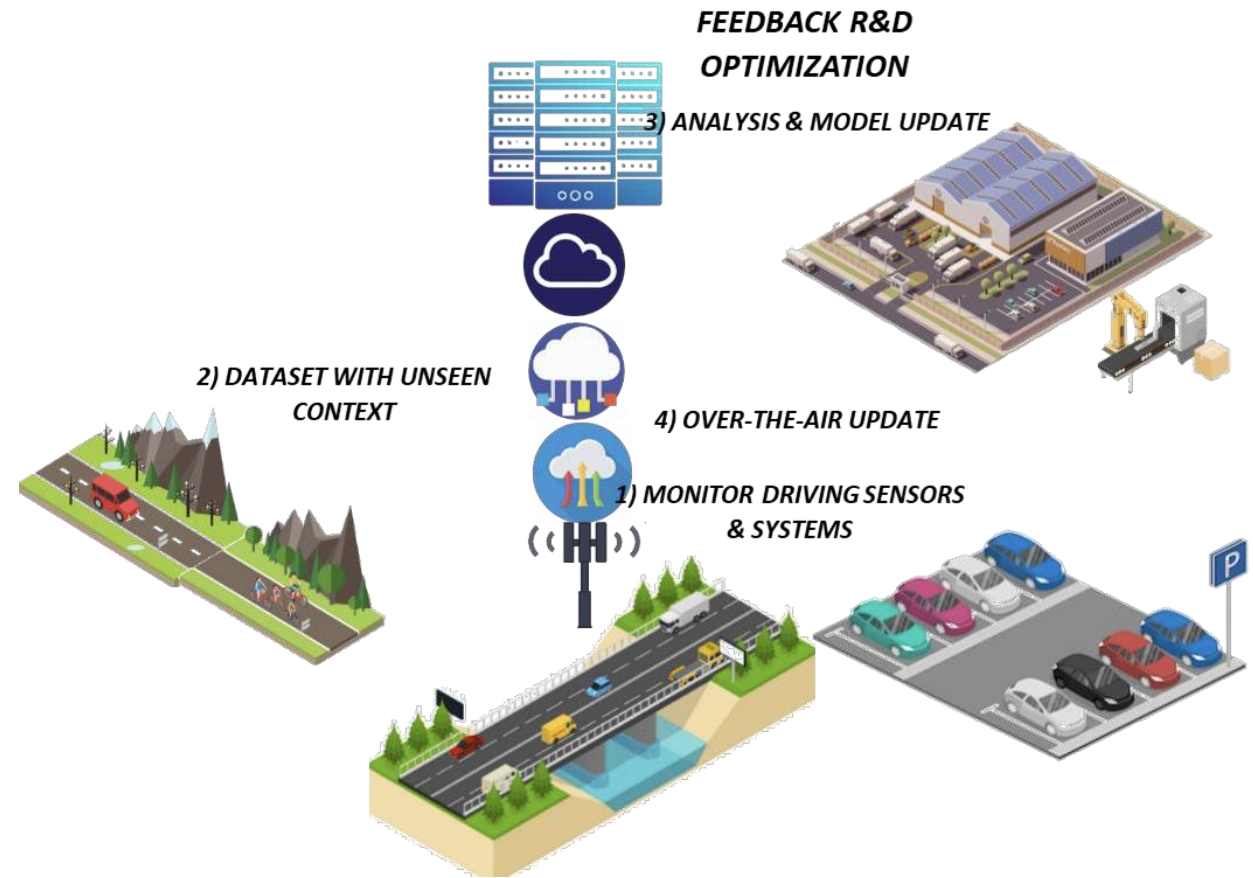 FEEDBACK R&D
OPTIMIZATION
3) ANALYSIS & MODEL UPDATE
2) DATASET WITH UNSEEN
CONTEXT
4) OVER-THE-AIR UPDATE
1) MONITOR DRIVING SENSORS
& SYSTEMS
P